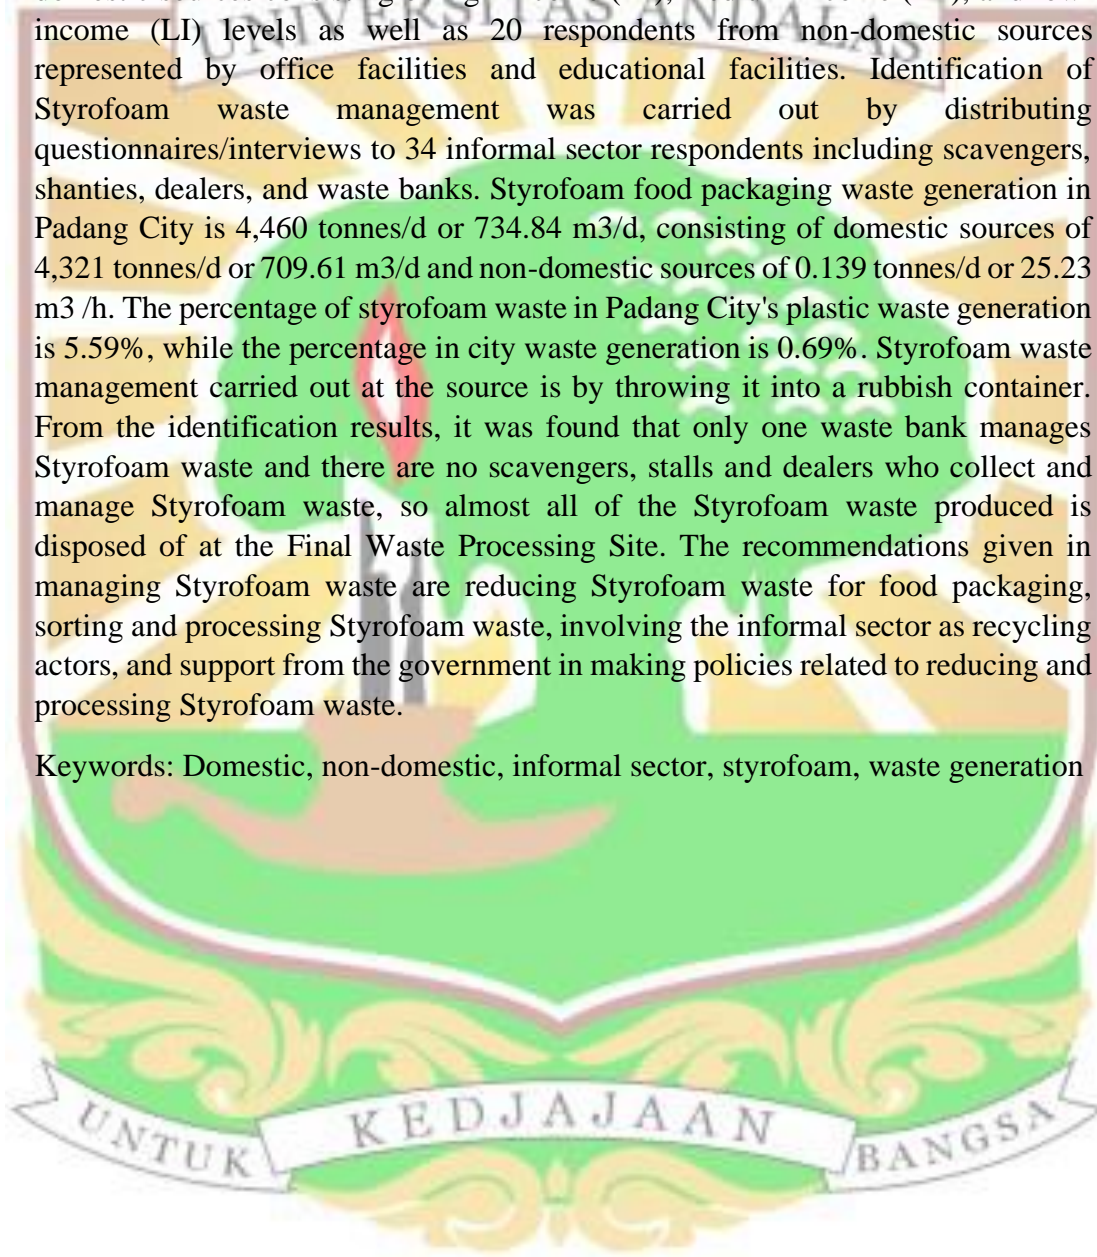 UNIVERSITAS ANDALAS
income (LI) levels as well as 20 respondents from non-domestic sources
represented by office facilities and educational facilities. Identification of
Styrofoam waste management was carried out by distributing
questionnaires/interviews to 34 informal sector respondents including scavengers,
shanties, dealers, and waste banks. Styrofoam food packaging waste generation in
Padang City is 4,460 tonnes/d or 734.84 m3/d, consisting of domestic sources of
4,321 tonnes/d or 709.61 m3/d and non-domestic sources of 0.139 tonnes/d or 25.23
m3 /h. The percentage of styrofoam waste in Padang City's plastic waste generation
is 5.59%, while the percentage in city waste generation is 0.69%. Styrofoam waste
management carried out at the source is by throwing it into a rubbish container.
From the identification results, it was found that only one waste bank manages
Styrofoam waste and there are no scavengers, stalls and dealers who collect and
manage Styrofoam waste, so almost all of the Styrofoam waste produced is
disposed of at the Final Waste Processing Site. The recommendations given in
managing Styrofoam waste are reducing Styrofoam waste for food packaging,
sorting and processing Styrofoam waste, involving the informal sector as recycling
actors, and support from the government in making policies related to reducing and
processing Styrofoam waste.
Keywords: Domestic, non-domestic, informal sector, styrofoam, waste generation
UNTUK KEDJAJAAN BANGSA